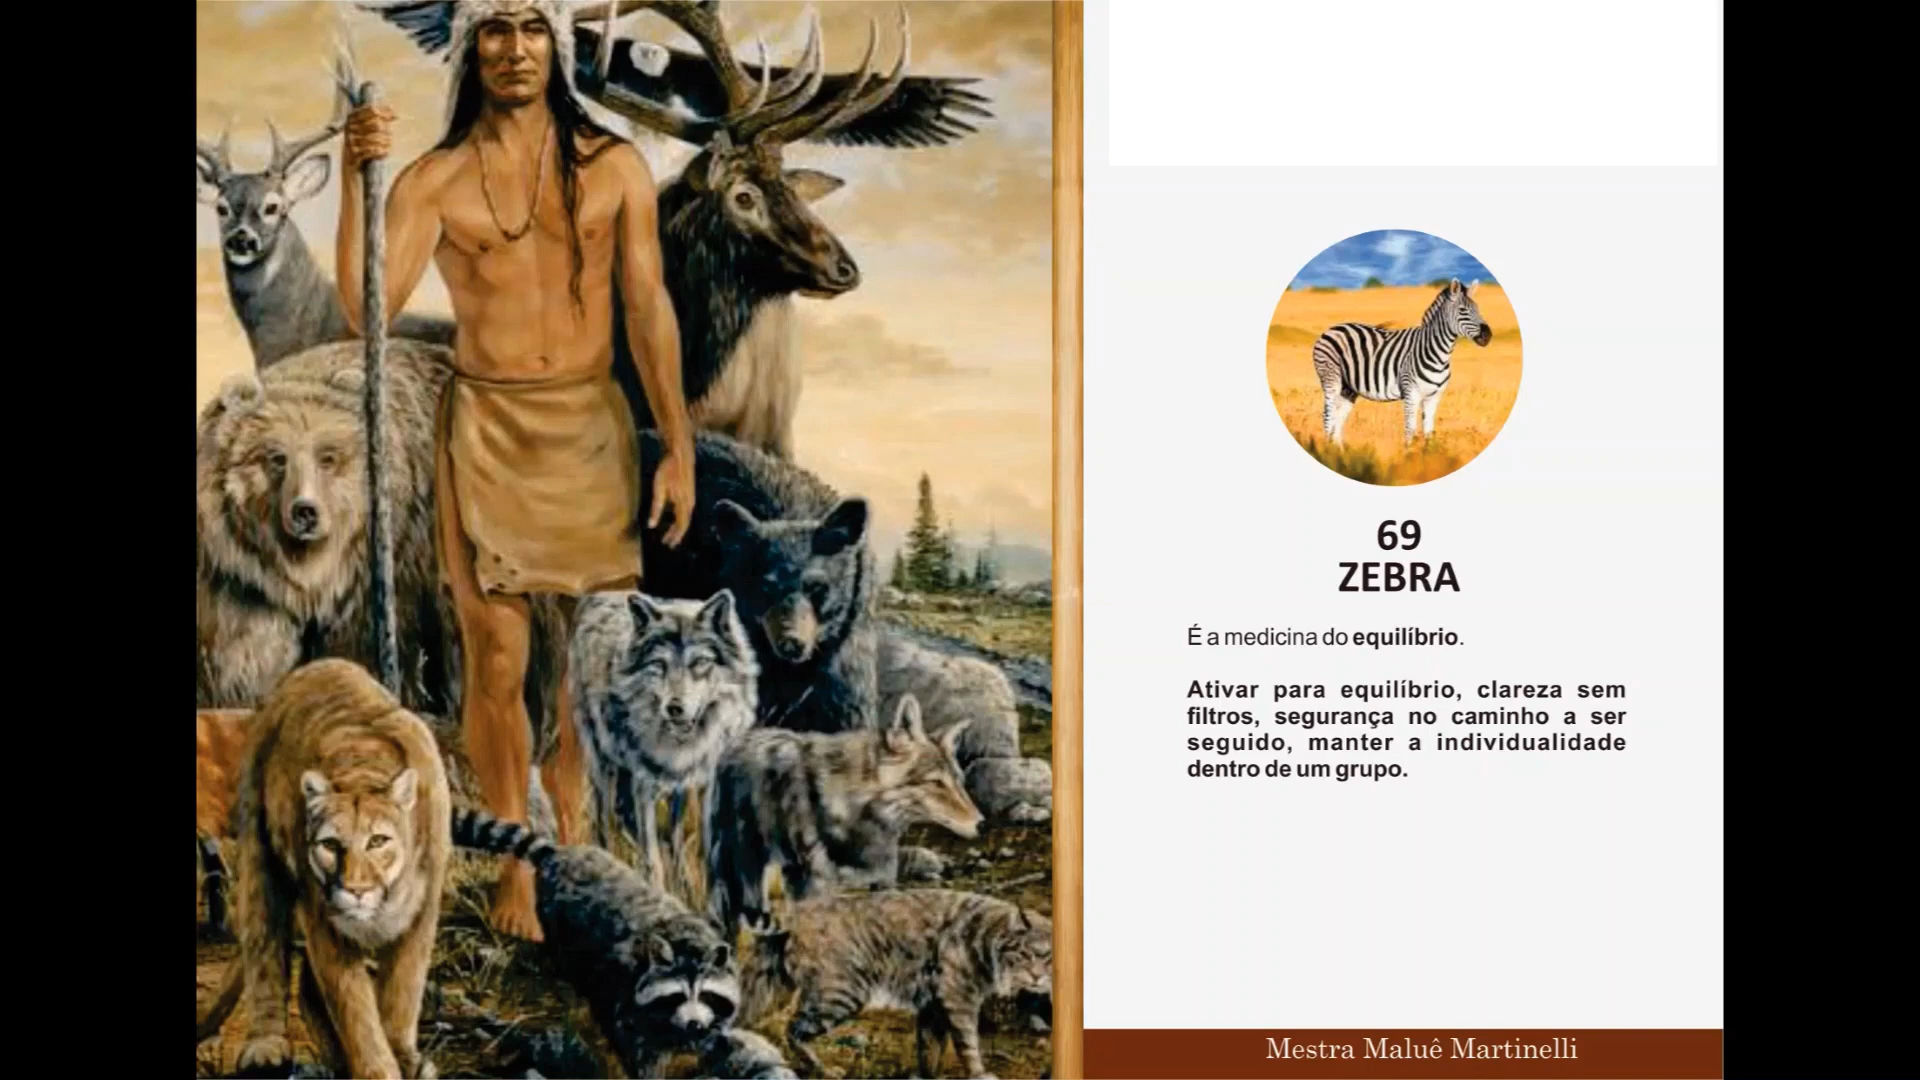 69
ZEBRA
É a medicina do equilíbrio.
Ativar para equilíbrio, clareza sem
filtros, segurança no caminho a ser
seguido, manter a individualidade
dentro de um grupo.
Mestra Maluê Martinelli